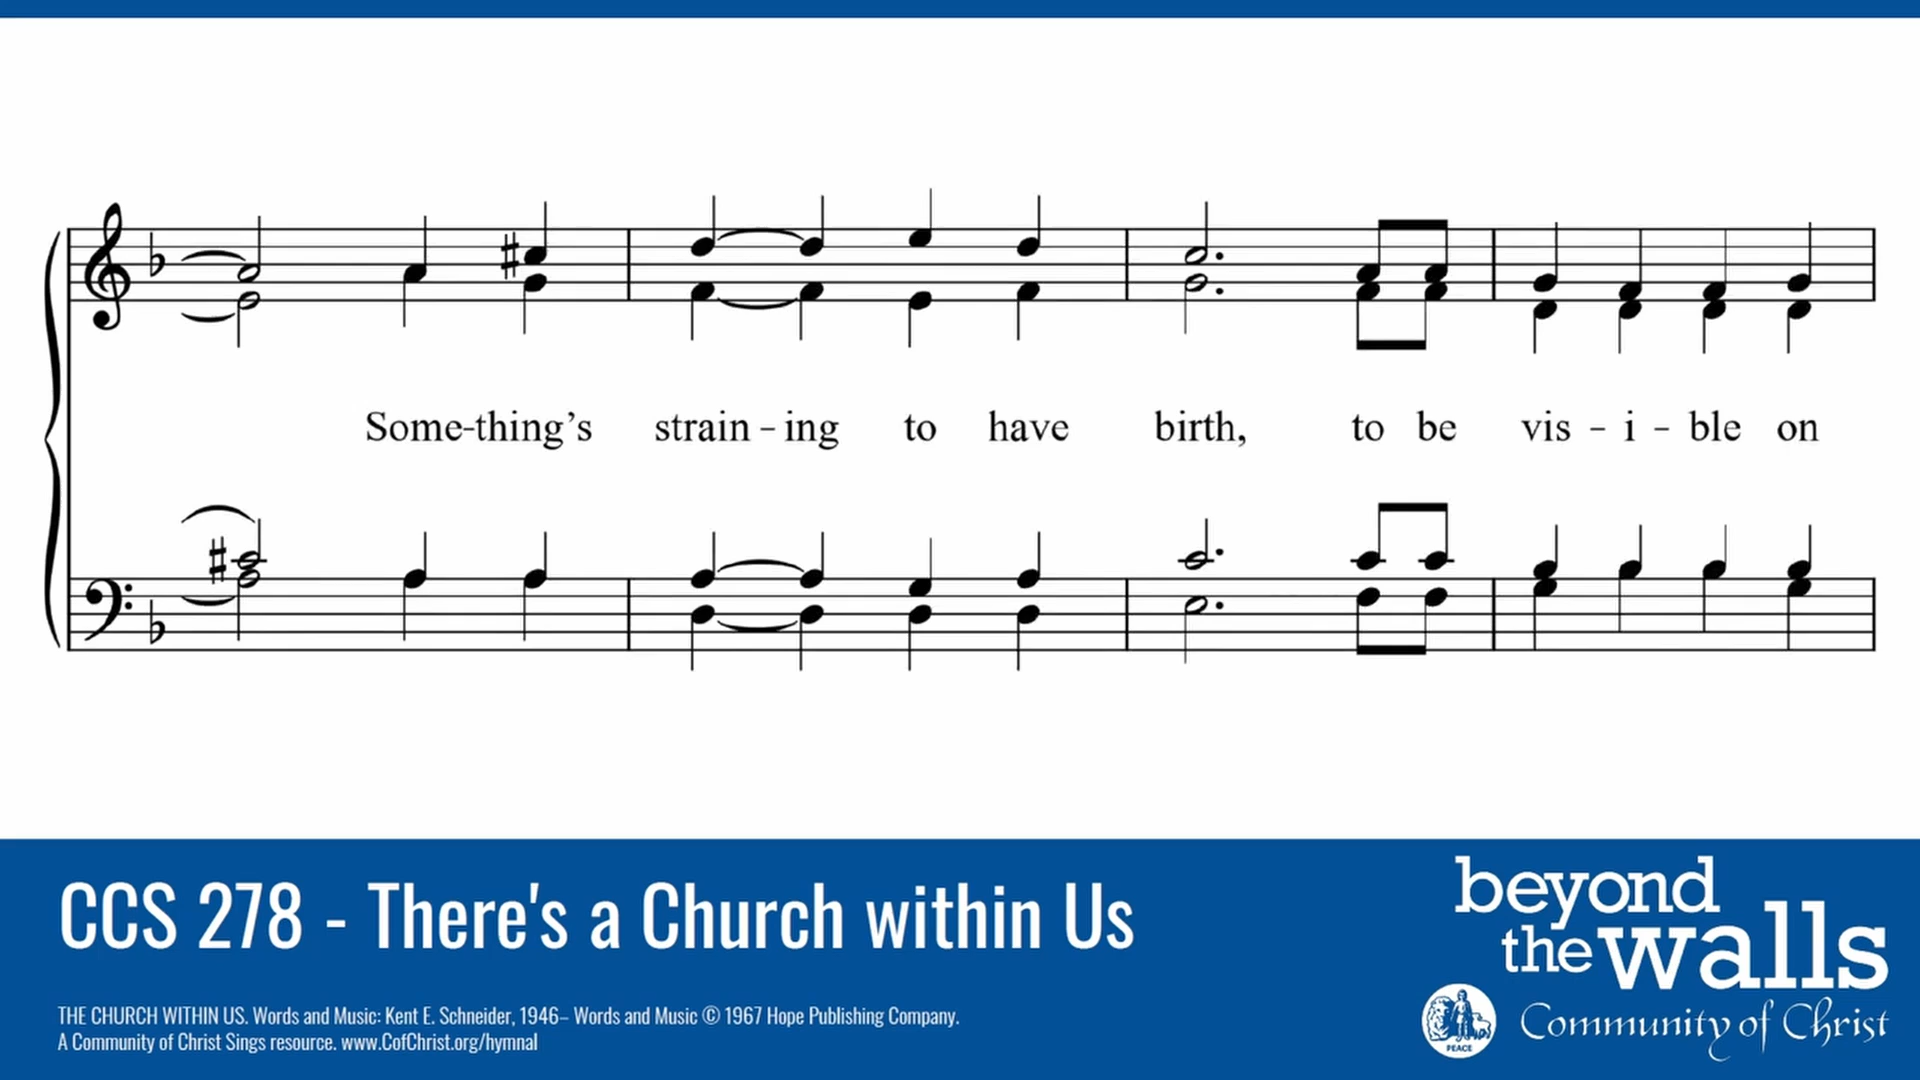 Some-thing's strain - ing to have birth, to be vis - i - ble on
CCS 278 - There's a Church within Us
THE CHURCH WITHIN US. Words and Music: Kent E. Schneider, 1946– Words and Music © 1967 Hope Publishing Company.
A Community of Christ Sings resource. www.CofChrist.org/hymnal
beyond
the walls
Community of Christ
PEACE